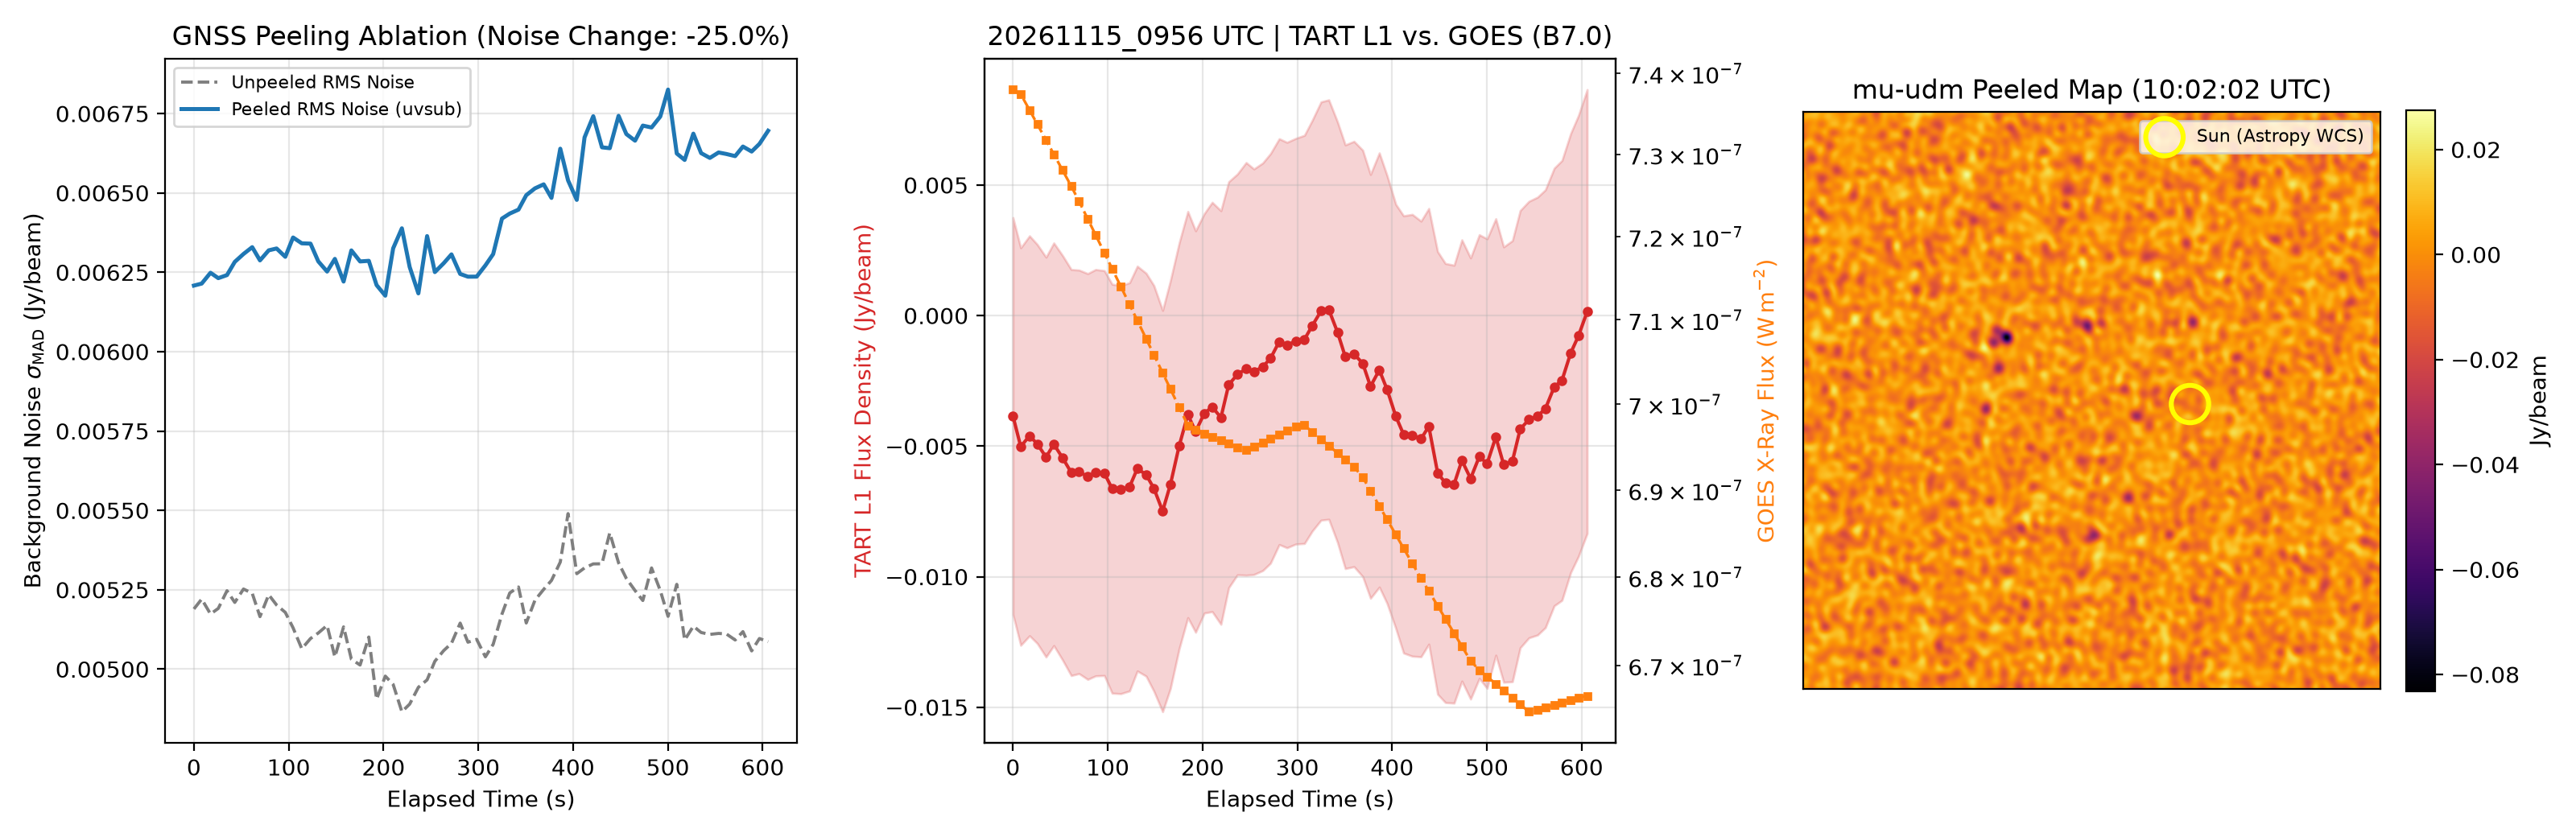 GNSS Peeling Ablation (Noise Change: -25.0%)
Unpeeled RMS Noise
Peeled RMS Noise (uvsub)
Background Noise σ_MAD (Jy/beam)
0.00675
0.00650
0.00625
0.00600
0.00575
0.00550
0.00525
0.00500
0 100 200 300 400 500 600
Elapsed Time (s)
20261115_0956 UTC | TART L1 vs. GOES (B7.0)
TART L1 Flux Density (Jy/beam)
0.005
0.000
−0.005
−0.010
−0.015
0 100 200 300 400 500 600
Elapsed Time (s)
7.4 × 10⁻⁷
7.3 × 10⁻⁷
7.2 × 10⁻⁷
7.1 × 10⁻⁷
7 × 10⁻⁷
6.9 × 10⁻⁷
6.8 × 10⁻⁷
6.7 × 10⁻⁷
GOES X-Ray Flux (W m⁻²)
mu-udm Peeled Map (10:02:02 UTC)
Sun (Astropy WCS)
0.02
0.00
−0.02
−0.04
−0.06
−0.08
Jy/beam